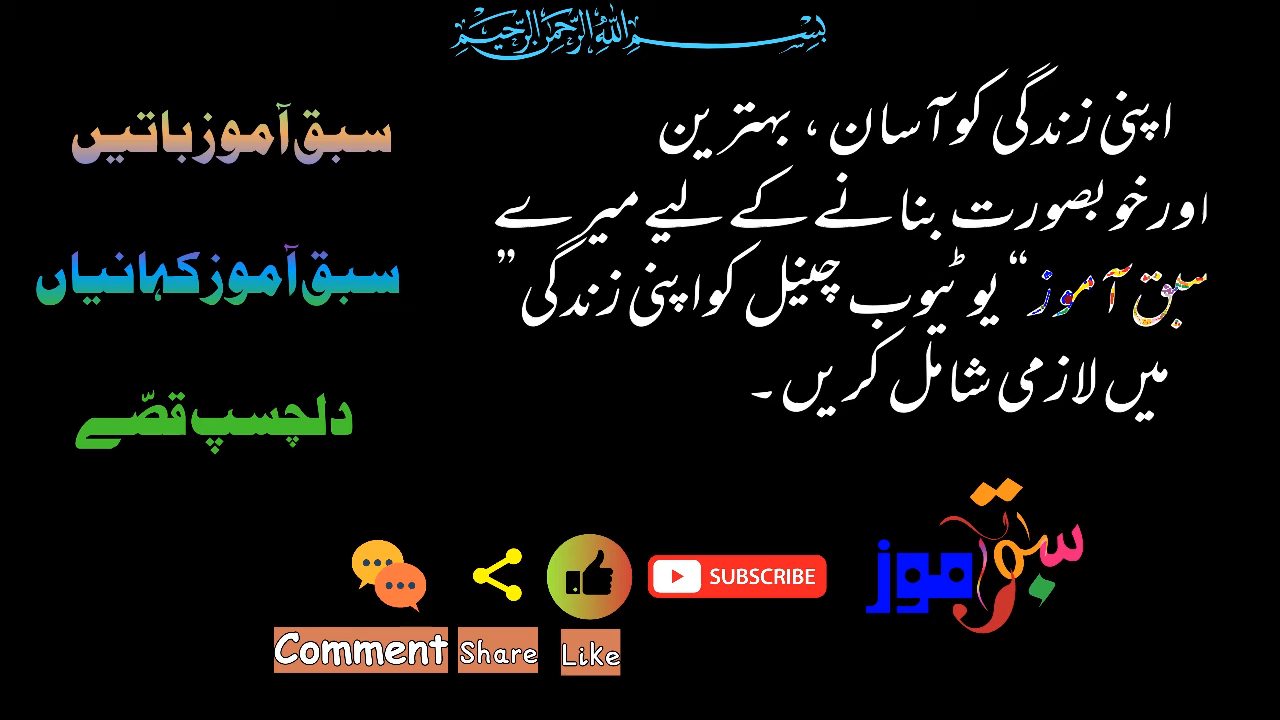 بسم اللہ الرحمن الرحیم
اپنی زندگی کو آسان ، بہترین
اور خوبصورت بنانے کے لیے میرے
سبق آموز “ یو ٹیوب چینل کو اپنی زندگی ”
میں لازمی شامل کریں ۔
سبق آموز باتیں
سبق آموز کہانیاں
دلچسپ قصّے
سبق آموز
SUBSCRIBE
Comment
Share
Like